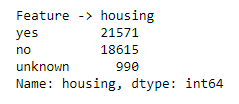 Feature -> housing
yes 21571
no 18615
unknown 990
Name: housing, dtype: int64